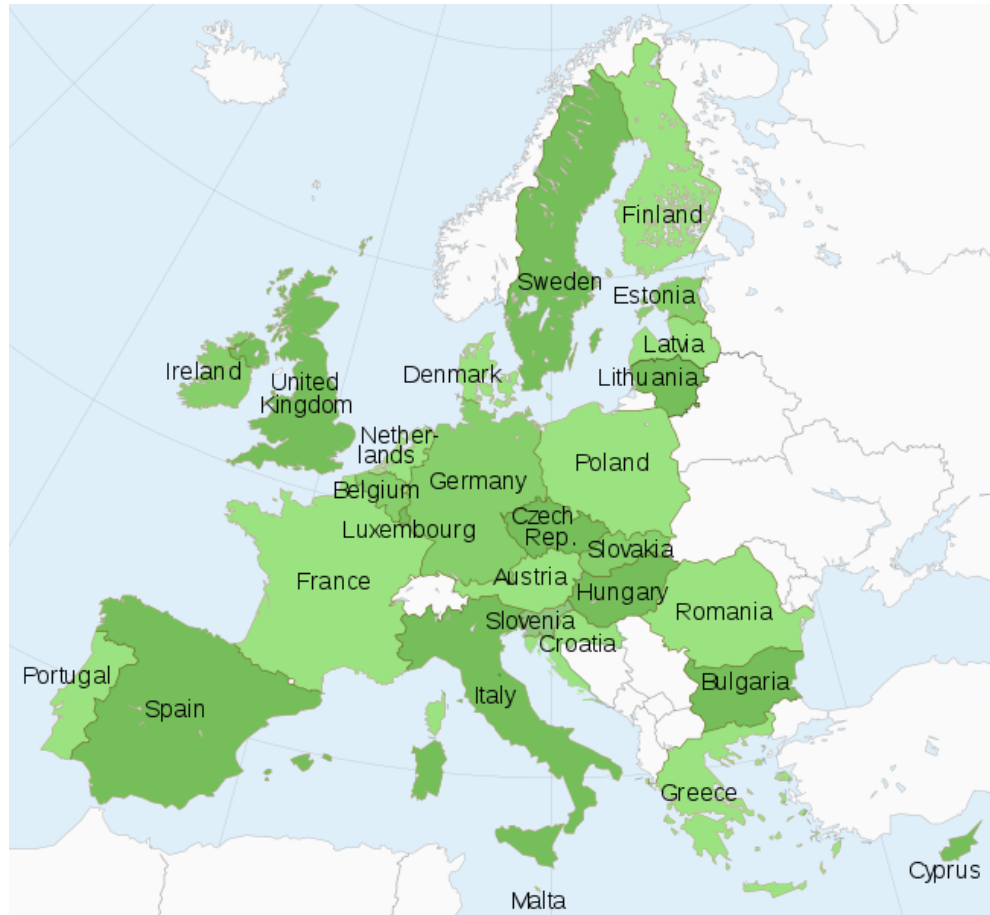 Finland
Sweden
Estonia
Latvia
Ireland
Denmark
Lithuania
United
Kingdom
Nether-
lands
Poland
Belgium
Germany
Czech
Rep.
Luxembourg
Slovakia
France
Austria
Hungary
Romania
Slovenia
Croatia
Portugal
Spain
Italy
Bulgaria
Greece
Cyprus
Malta